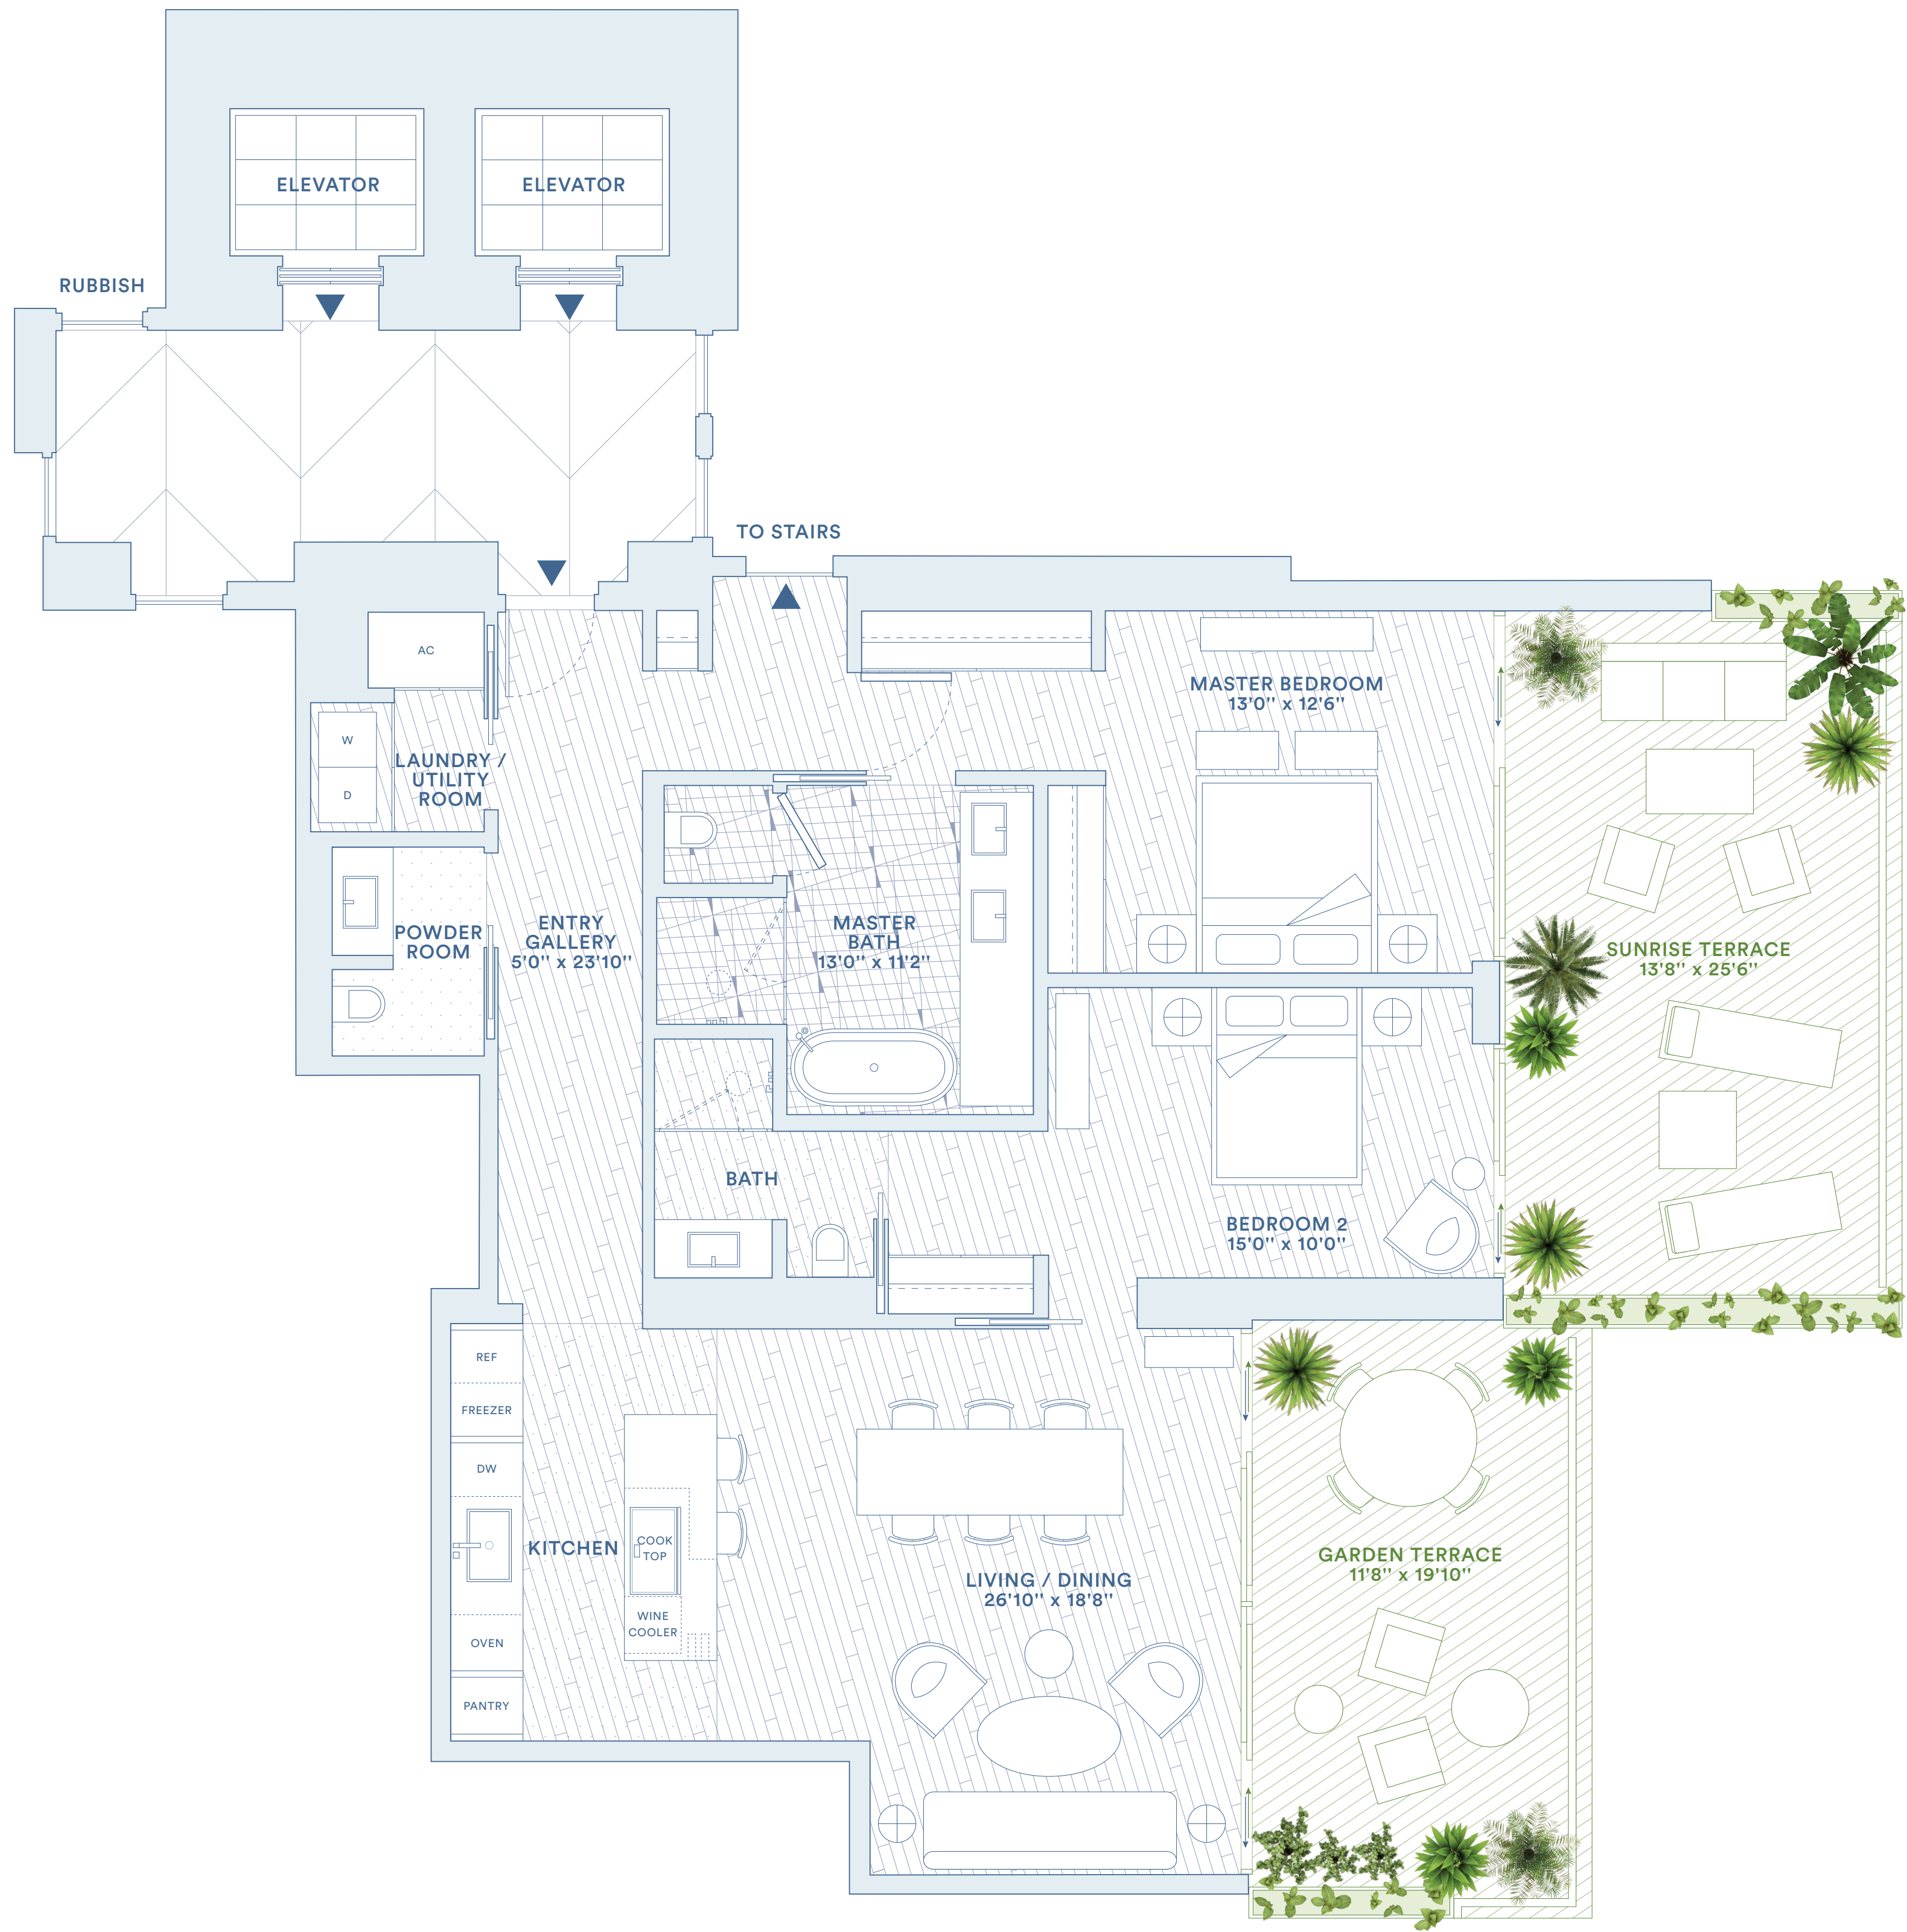 ELEVATOR
ELEVATOR
RUBBISH
TO STAIRS
AC
W
D
LAUNDRY /
UTILITY
ROOM
MASTER BEDROOM
13'0'' x 12'6''
POWDER
ROOM
ENTRY
GALLERY
5'0'' x 23'10''
MASTER
BATH
13'0'' x 11'2''
SUNRISE TERRACE
13'8'' x 25'6''
BATH
BEDROOM 2
15'0'' x 10'0''
REF
FREEZER
DW
KITCHEN
COOK
TOP
WINE
COOLER
OVEN
PANTRY
LIVING / DINING
26'10'' x 18'8''
GARDEN TERRACE
11'8'' x 19'10''